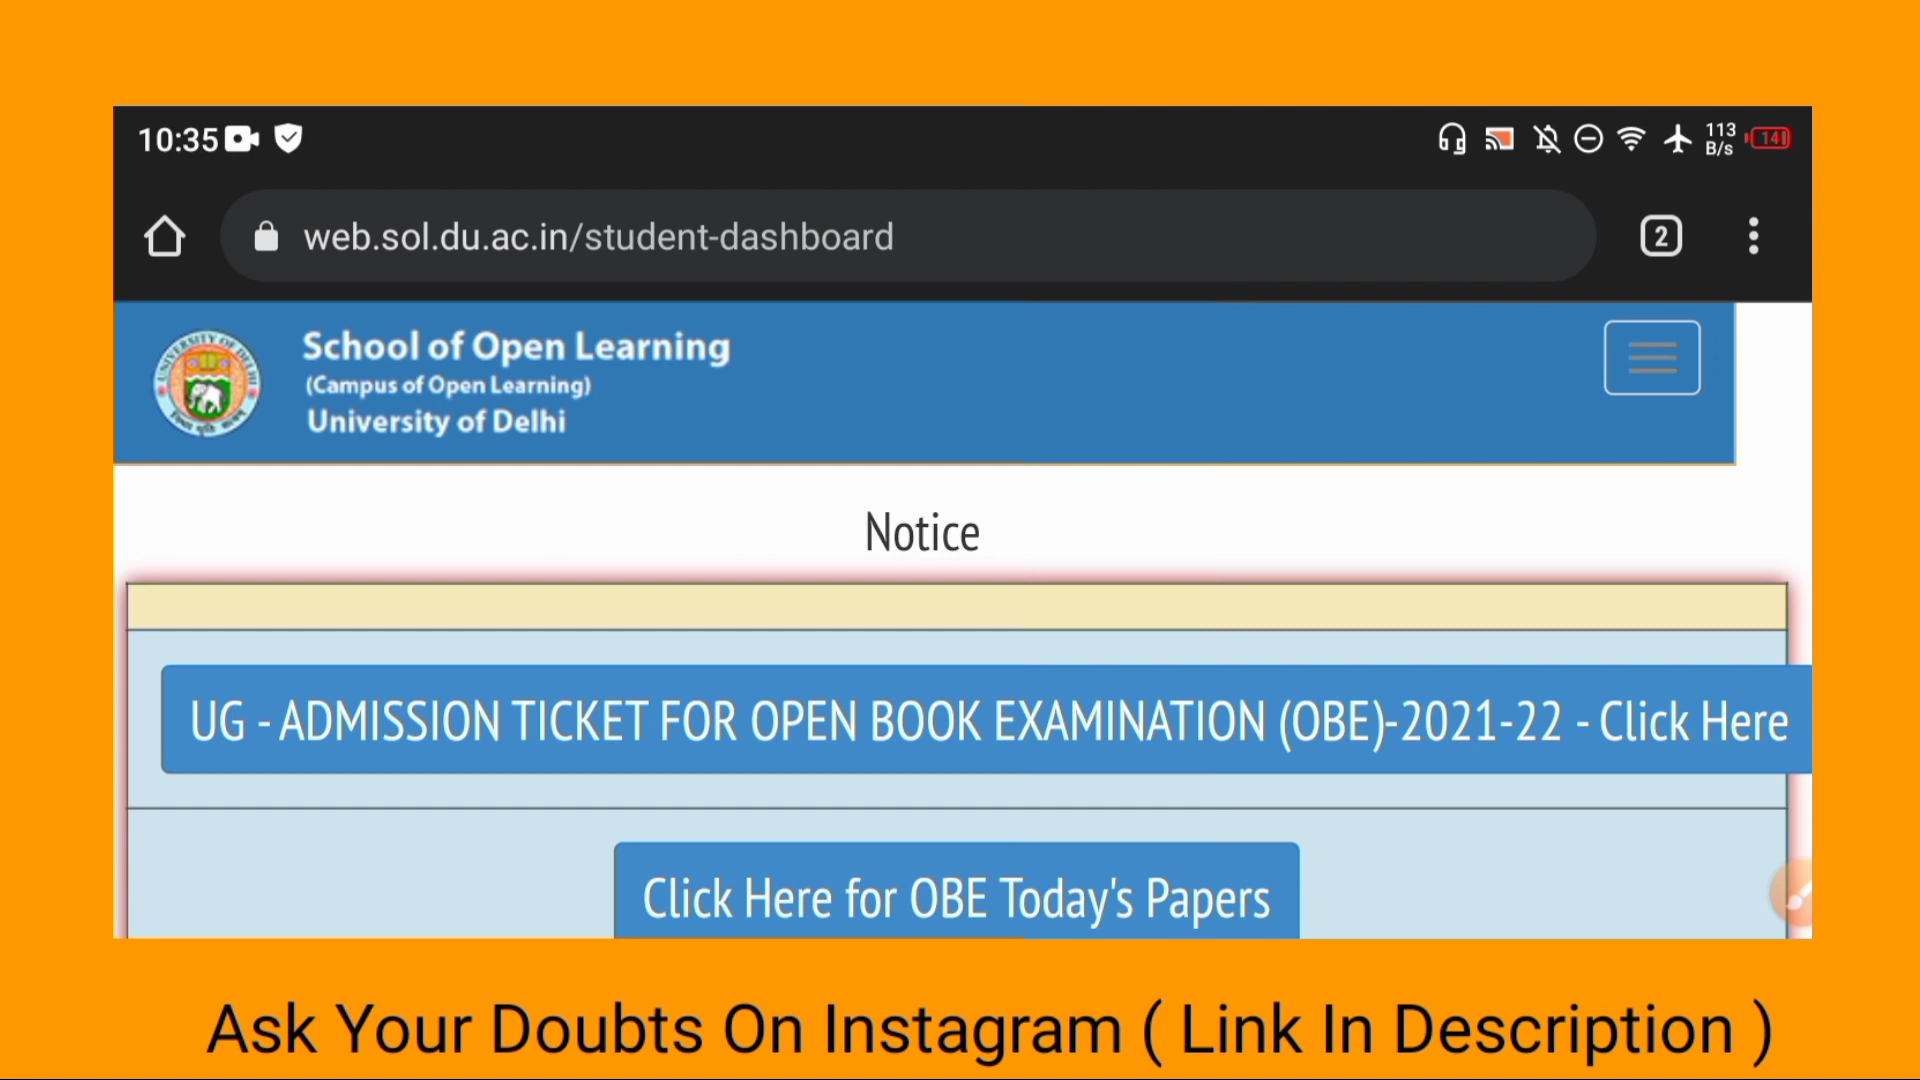 10:35
113
B/s
14
web.sol.du.ac.in/student-dashboard
2
School of Open Learning
(Campus of Open Learning)
University of Delhi
Notice
UG - ADMISSION TICKET FOR OPEN BOOK EXAMINATION (OBE)-2021-22 - Click Here
Click Here for OBE Today's Papers
Ask Your Doubts On Instagram ( Link In Description )